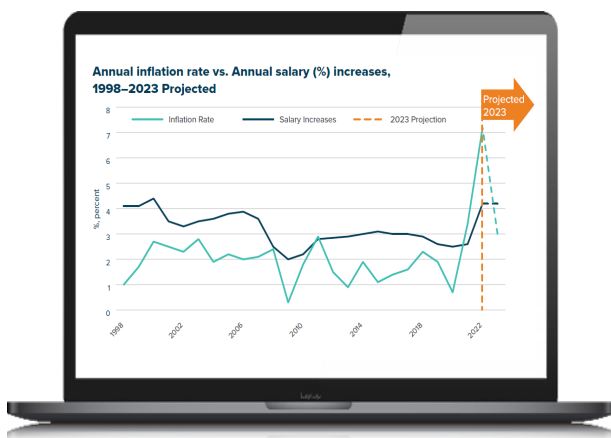 Annual inflation rate vs. Annual salary (%) increases,
1998–2023 Projected
Projected
2023
8
Inflation Rate
Salary Increases
2023 Projection
7
6
5
4
3
2
1
0
%, percent
1998
2002
2006
2010
2014
2018
2022